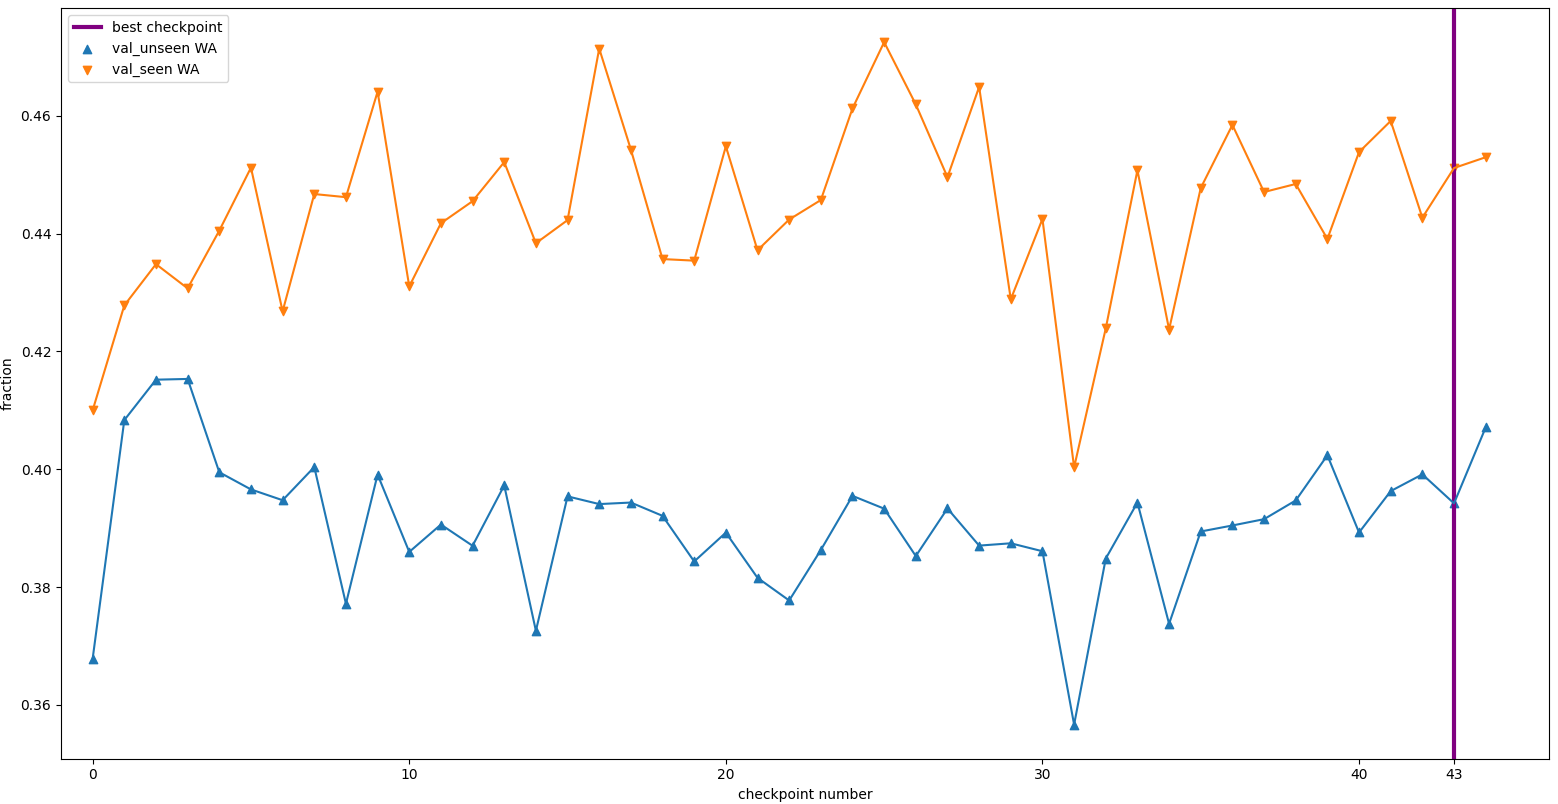 best checkpoint
val_unseen WA
val_seen WA
0.46
0.44
0.42
0.40
0.38
0.36
fraction
0
10
20
30
40
43
checkpoint number